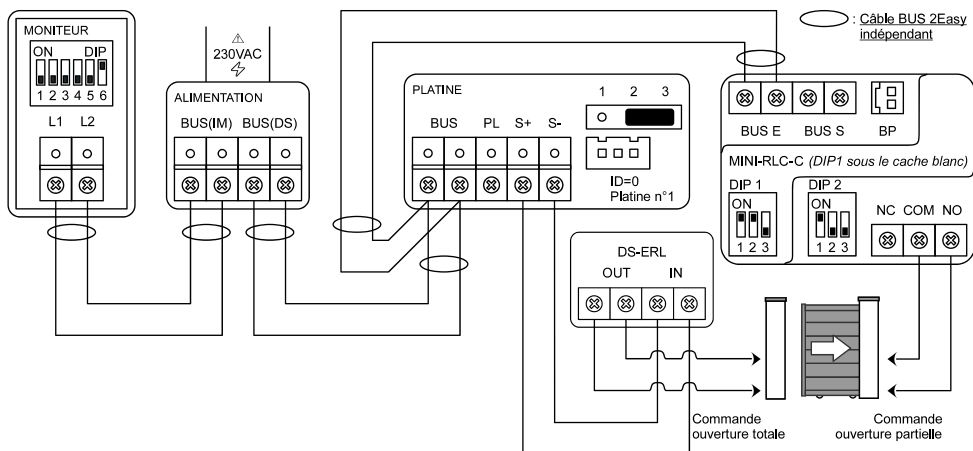 MONITEUR
ON DIP
1 2 3 4 5 6
L1 L2
230VAC
ALIMENTATION
BUS(IM) BUS(DS)
PLATINE
BUS PL S+ S-
1 2 3
ID=0
Platine n°1
: Câble BUS 2Easy
indépendant
BUS E BUS S BP
MINI-RLC-C (DIP1 sous le cache blanc)
DIP 1
ON
1 2 3
DIP 2
ON
1 2 3
NC COM NO
DS-ERL
OUT IN
Commande
ouverture totale
Commande
ouverture partielle